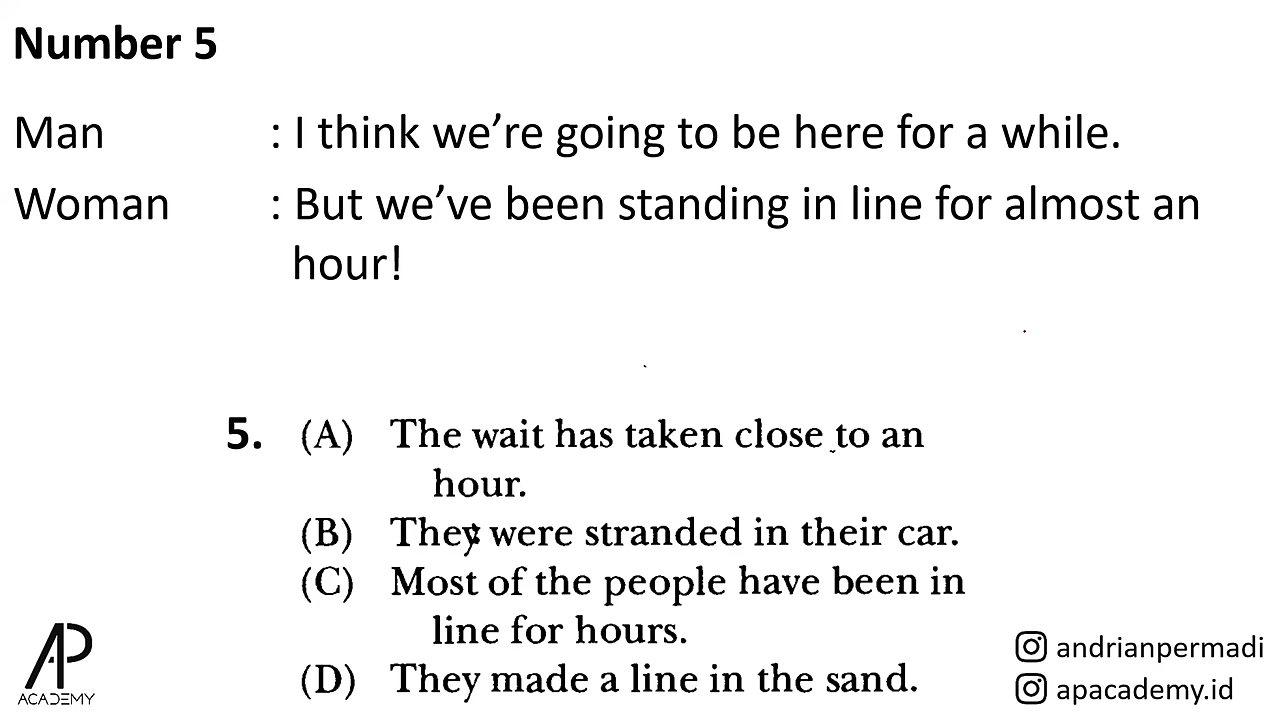 Number 5
Man : I think we’re going to be here for a while.
Woman : But we’ve been standing in line for almost an
hour!
5. (A) The wait has taken close to an
hour.
(B) They were stranded in their car.
(C) Most of the people have been in
line for hours.
(D) They made a line in the sand.
AP
ACADEMY
andrianpermadi
apacademy.id